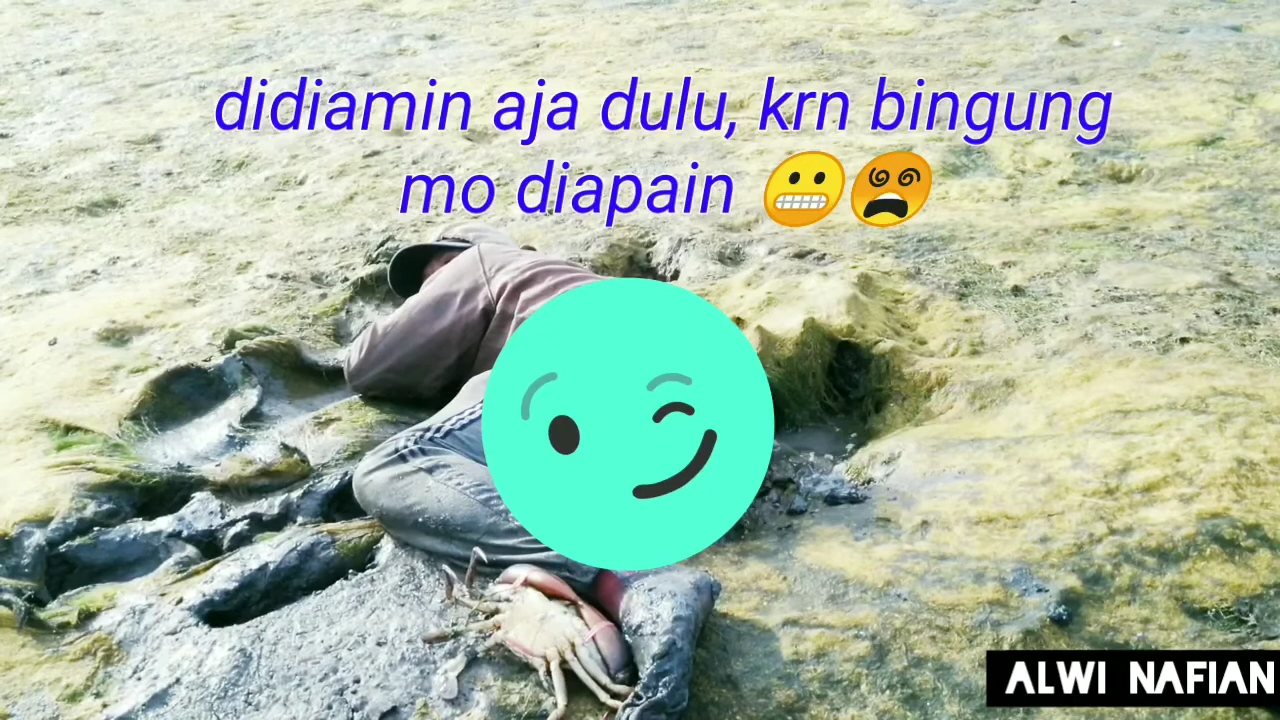 didiamin aja dulu, krn bingung
mo diapain 😬😵
ALWI NAFIAN